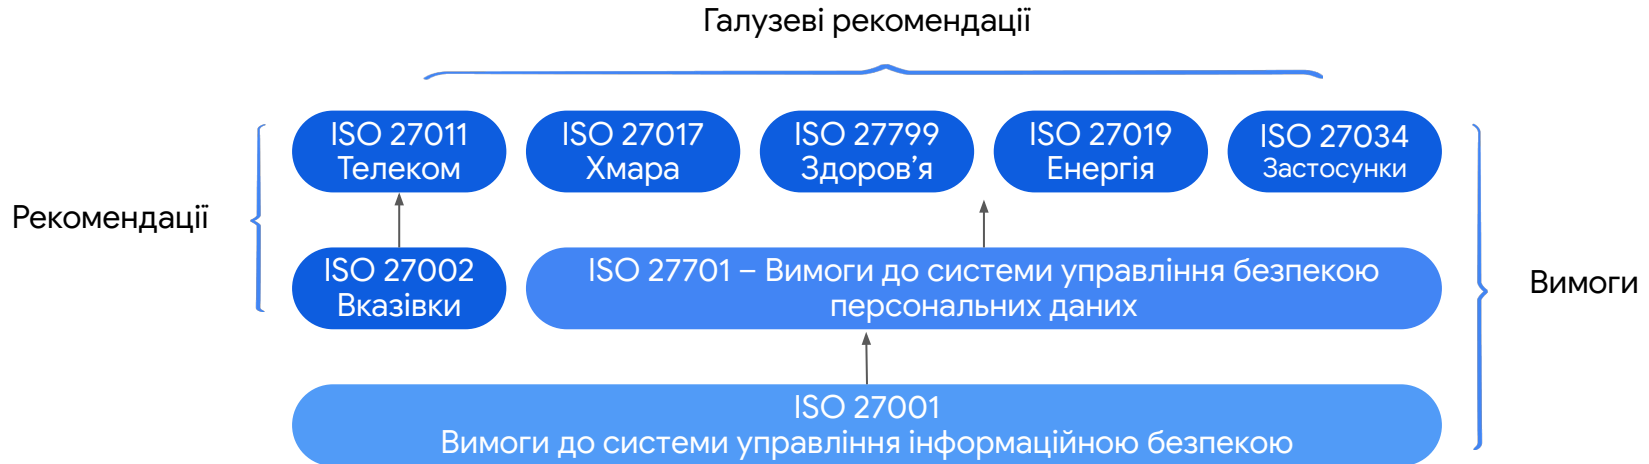 Галузеві рекомендації
ISO 27011
Телеком
ISO 27017
Хмара
ISO 27799
Здоров’я
ISO 27019
Енергія
ISO 27034
Застосунки
Рекомендації
ISO 27002
Вказівки
ISO 27701 – Вимоги до системи управління безпекою
персональних даних
Вимоги
ISO 27001
Вимоги до системи управління інформаційною безпекою